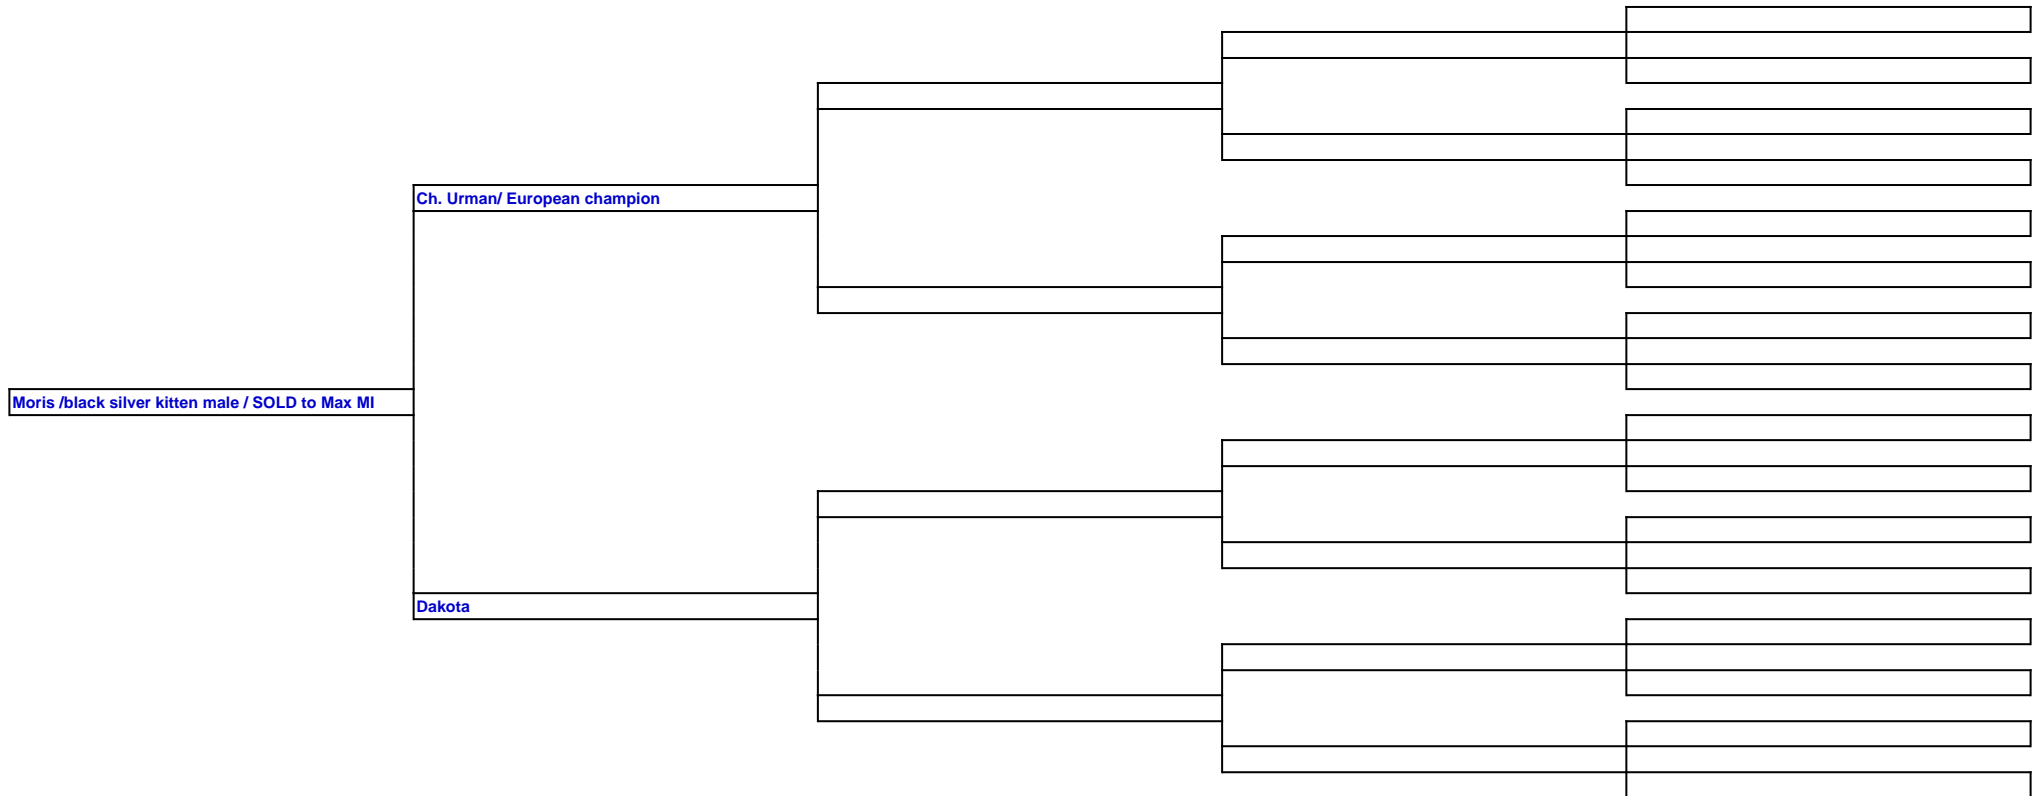 Ch. Urman/ European champion
Moris /black silver kitten male / SOLD to Max MI
Dakota